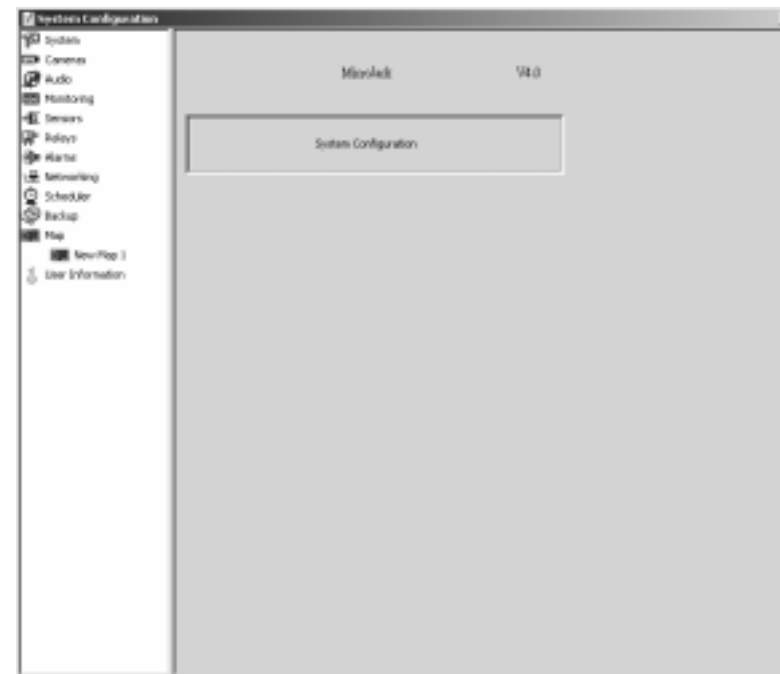 System Configuration
System
Cameras
Audio
Monitoring
Sensors
Relays
Alarms
Networking
Scheduler
Backup
Map
New Map 1
User Information
V4.0
System Configuration